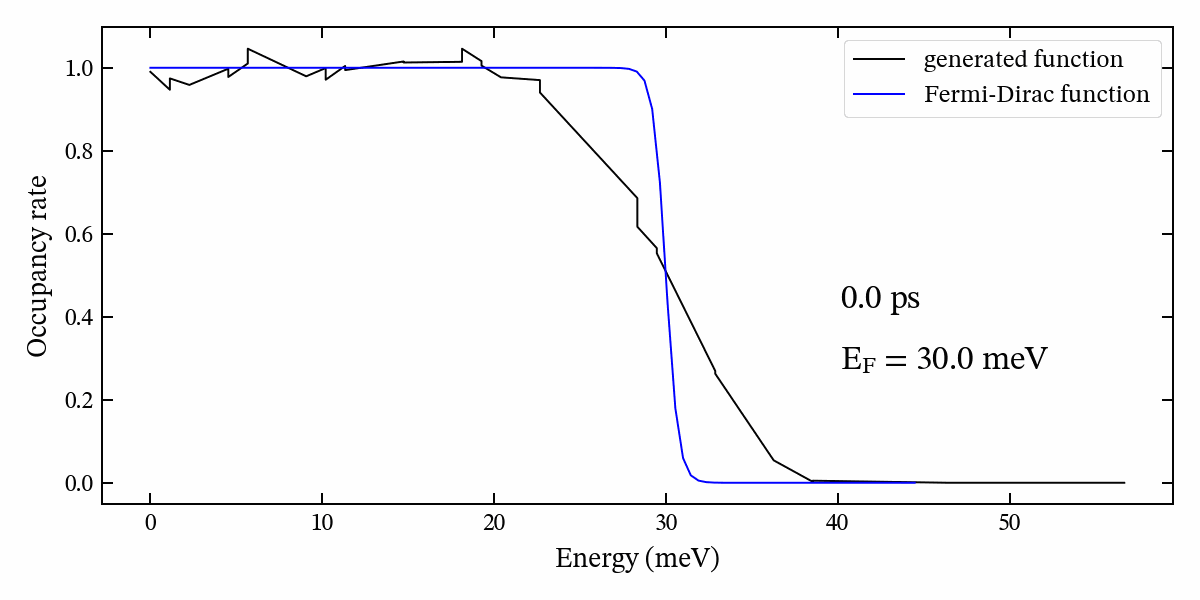 generated function
Fermi-Dirac function
1.0
0.8
0.6
0.4
0.2
0.0
Occupancy rate
0.0 ps
E_F = 30.0 meV
0 10 20 30 40 50
Energy (meV)